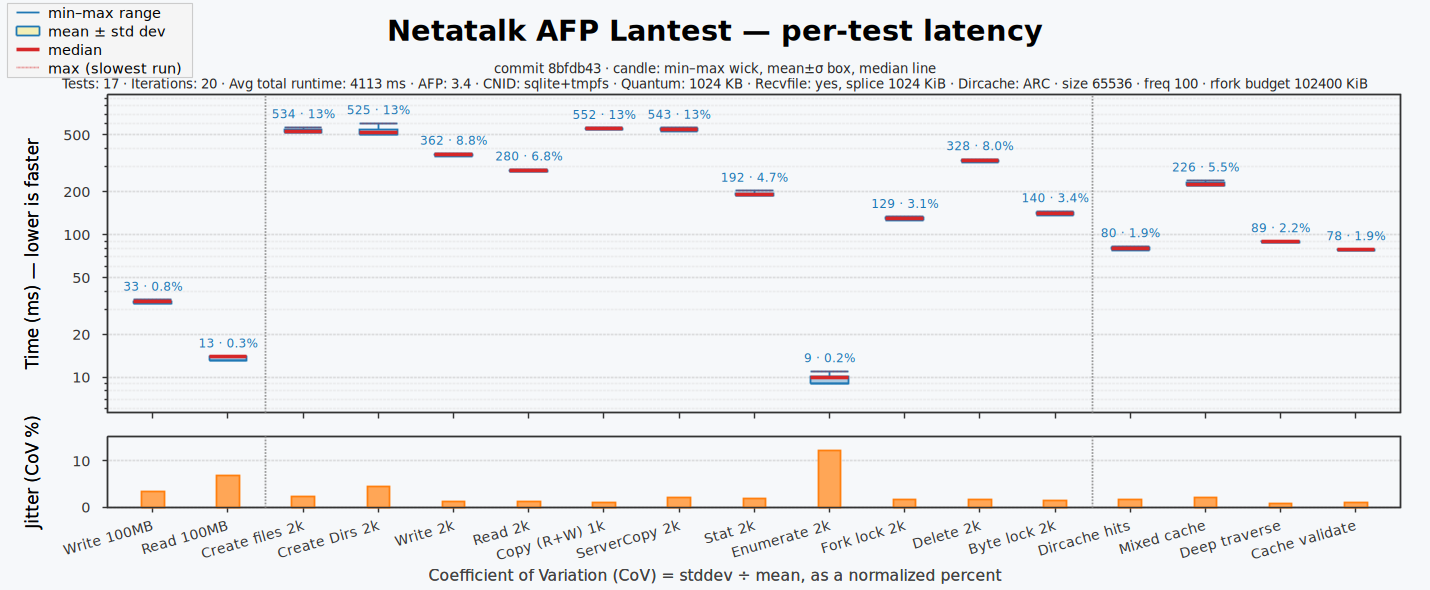 min–max range
mean ± std dev
median
max (slowest run)
Netatalk AFP Lantest — per-test latency
commit 8bfdb43 · candle: min–max wick, mean±σ box, median line
Tests: 17 · Iterations: 20 · Avg total runtime: 4113 ms · AFP: 3.4 · CNID: sqlite+tmpfs · Quantum: 1024 KB · Recvfile: yes, splice 1024 KiB · Dircache: ARC · size 65536 · freq 100 · rfork budget 102400 KiB
Time (ms) — lower is faster
500
200
100
50
20
10
33 · 0.8%
13 · 0.3%
534 · 13%
525 · 13%
362 · 8.8%
280 · 6.8%
552 · 13%
543 · 13%
192 · 4.7%
9 · 0.2%
129 · 3.1%
328 · 8.0%
140 · 3.4%
80 · 1.9%
226 · 5.5%
89 · 2.2%
78 · 1.9%
Jitter (CoV %)
10
0
Write 100MB
Read 100MB
Create files 2k
Create Dirs 2k
Write 2k
Read 2k
Copy (R+W) 1k
ServerCopy 2k
Stat 2k
Enumerate 2k
Fork lock 2k
Delete 2k
Byte lock 2k
Dircache hits
Mixed cache
Deep traverse
Cache validate
Coefficient of Variation (CoV) = stddev ÷ mean, as a normalized percent